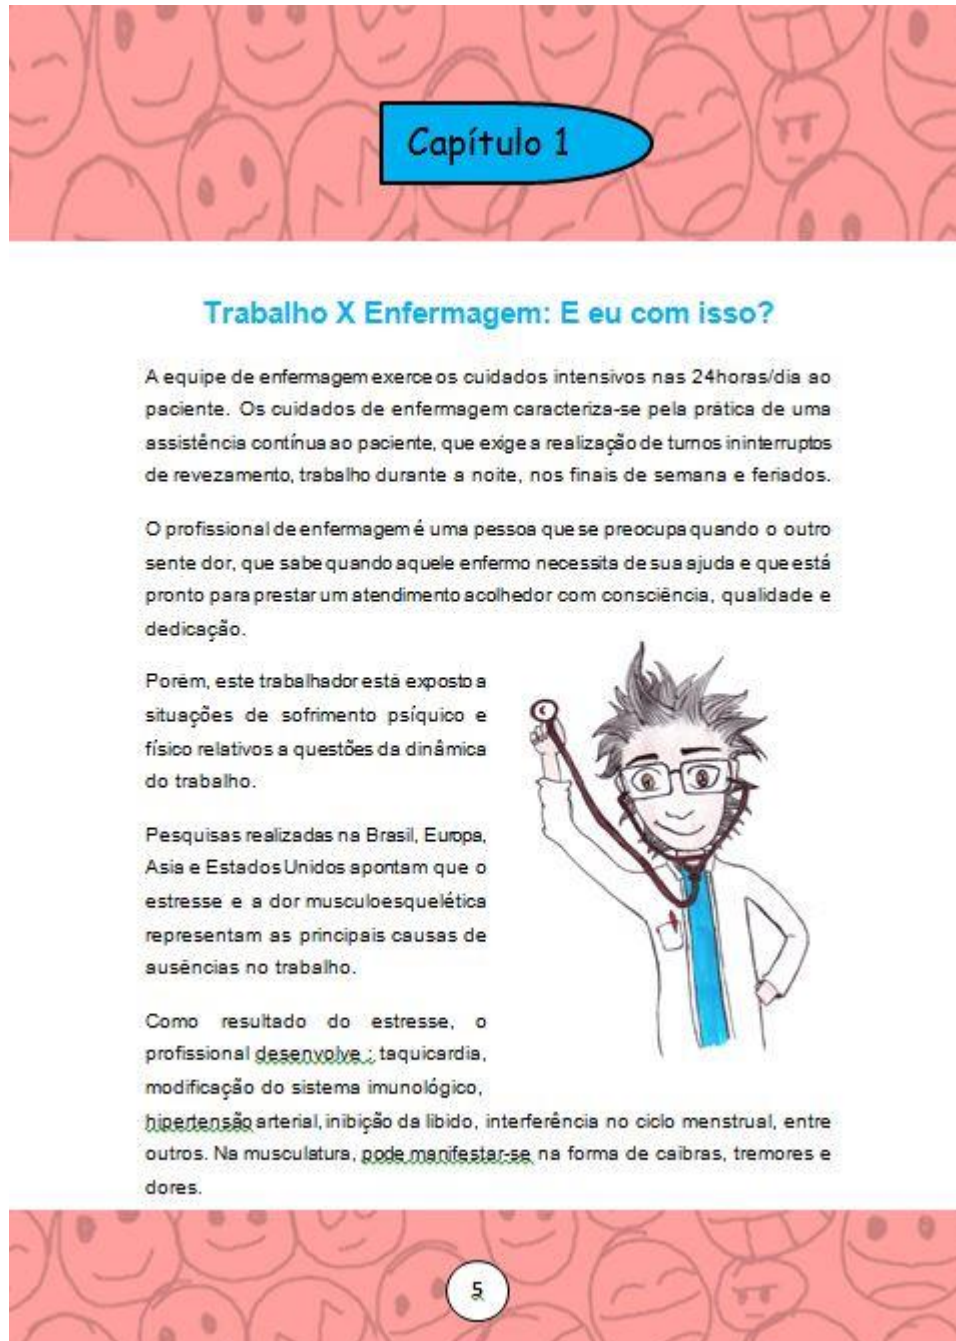 Capítulo 1
Trabalho X Enfermagem: E eu com isso?
A equipe de enfermagem exerce os cuidados intensivos nas 24horas/dia ao
paciente. Os cuidados de enfermagem caracteriza-se pela prática de uma
assistência contínua ao paciente, que exige a realização de turnos ininterruptos
de revezamento, trabalho durante a noite, nos finais de semana e feriados.
O profissional de enfermagem é uma pessoa que se preocupa quando o outro
sente dor, que sabe quando aquele enfermo necessita de sua ajuda e que está
pronto para prestar um atendimento acolhedor com consciência, qualidade e
dedicação.
Porém, este trabalhador está exposto a
situações de sofrimento psíquico e
físico relativos a questões da dinâmica
do trabalho.
Pesquisas realizadas na Brasil, Europa,
Asia e Estados Unidos apontam que o
estresse e a dor musculoesquelética
representam as principais causas de
ausências no trabalho.
Como resultado do estresse, o
profissional desenvolve : taquicardia,
modificação do sistema imunológico,
hipertensão arterial, inibição da libido, interferência no ciclo menstrual, entre
outros. Na musculatura, pode manifestar-se na forma de caibras, tremores e
dores.
5